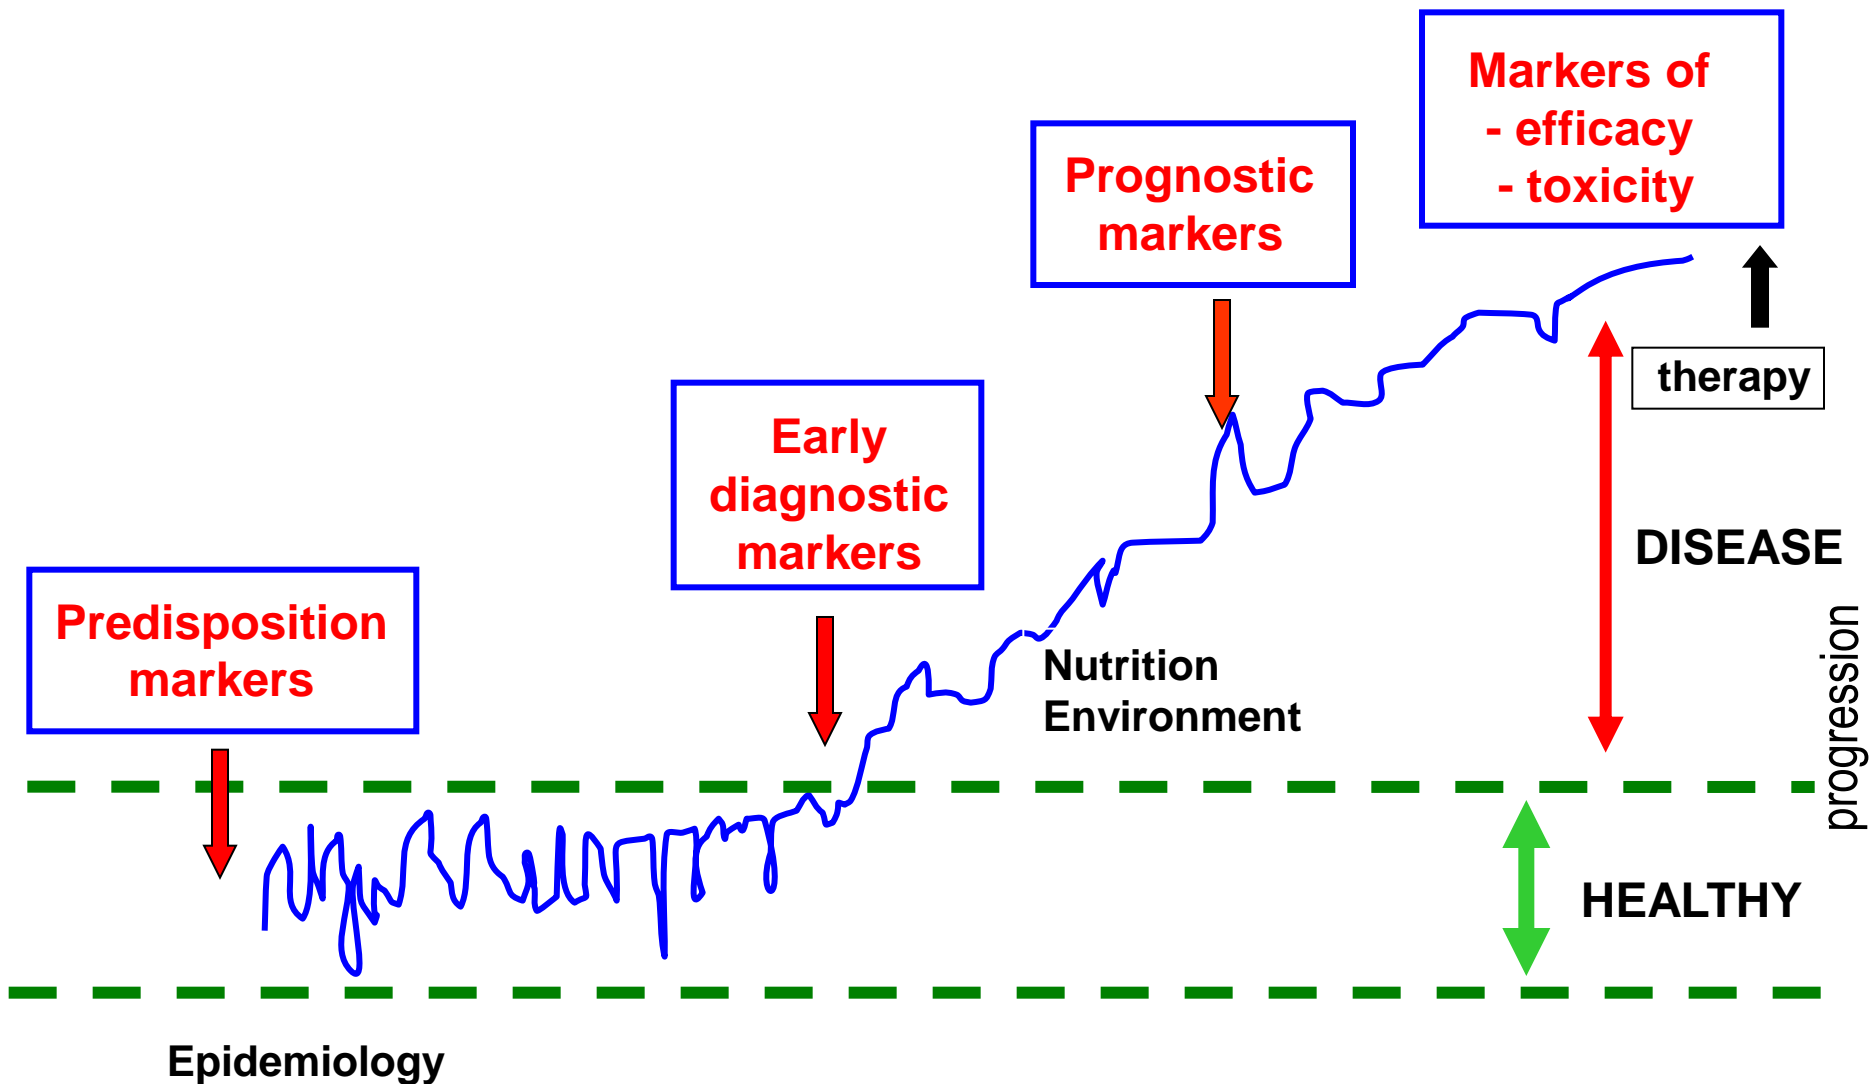 Markers of
- efficacy
- toxicity
Prognostic
markers
therapy
Early
diagnostic
markers
DISEASE
Predisposition
markers
Nutrition
Environment
progression
HEALTHY
Epidemiology